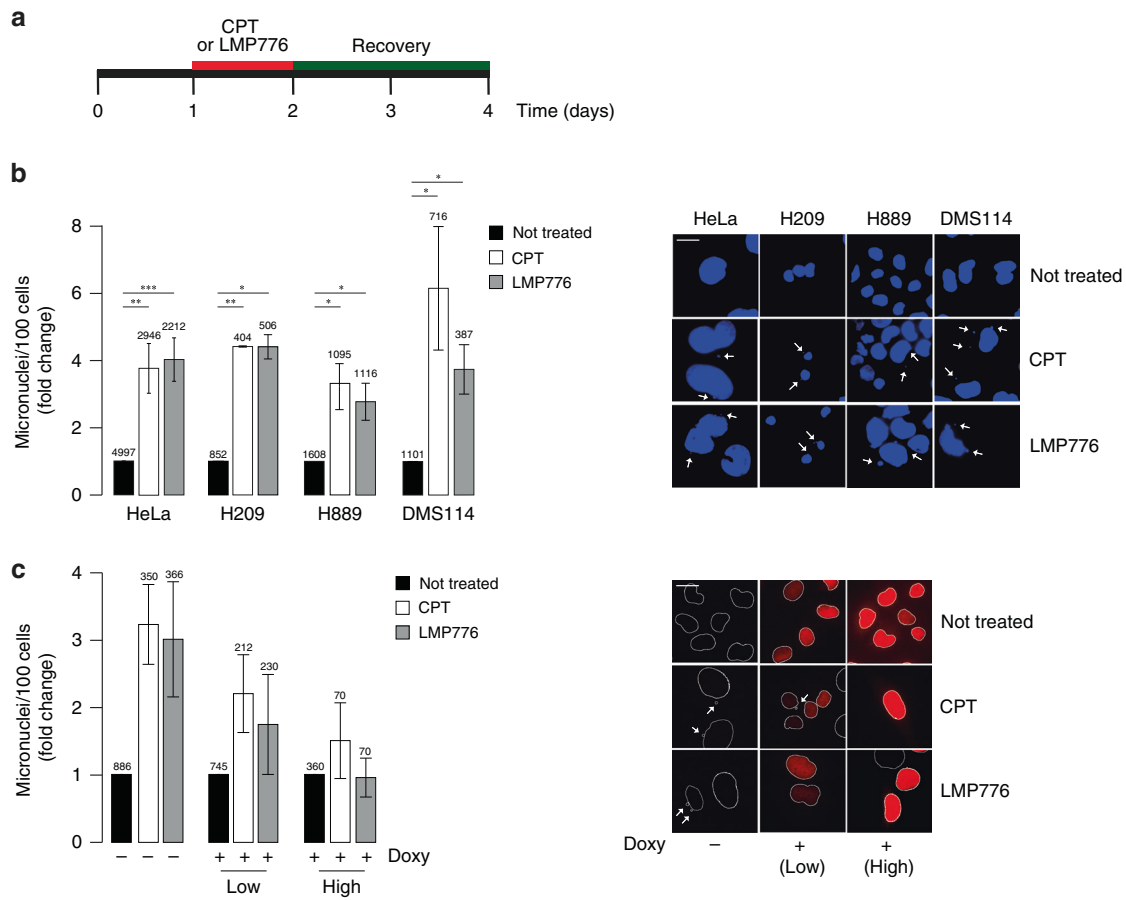 a
CPT
or LMP776
Recovery
0 1 2 3 4 Time (days)
b
Micronuclei/100 cells
(fold change)
8
6
4
2
0
*
*
716
***
**
2946 2212
*
**
404 506
*
*
1095 1116
387
4997 852 1608 1101
HeLa H209 H889 DMS114
Not treated
CPT
LMP776
HeLa H209 H889 DMS114
Not treated
CPT
LMP776
c
Micronuclei/100 cells
(fold change)
4
3
2
1
0
350 366
212 230
70
70
886 745 360
– – – + + + + + + Doxy
Low High
Not treated
CPT
LMP776
Not treated
CPT
LMP776
Doxy – + +
(Low) (High)